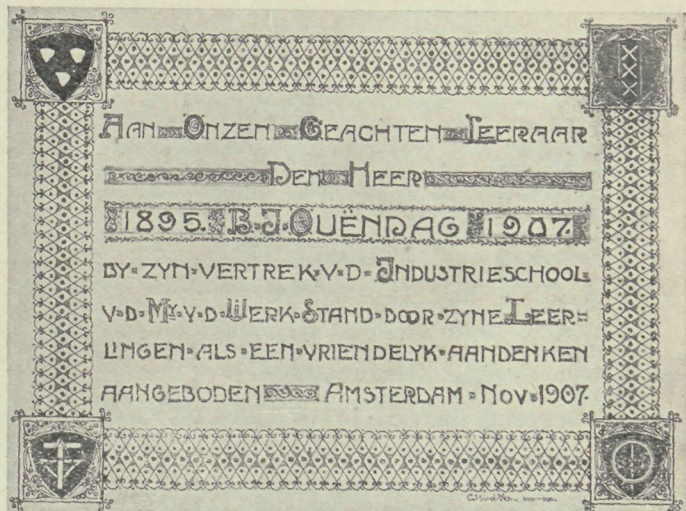 AAN ONZEN GEACHTEN LEERAAR
DEN HEER
1895. B.J. OUËNDAG 1907.
BY·ZYN·VERTREK·V·D·INDUSTRIESCHOOL
V·D·MY·V·D·WERK·STAND·DOOR·ZYNE LEER=
LINGEN·ALS·EEN·VRIENDELYK·AANDENKEN
AANGEBODEN AMSTERDAM·NOV·1907.